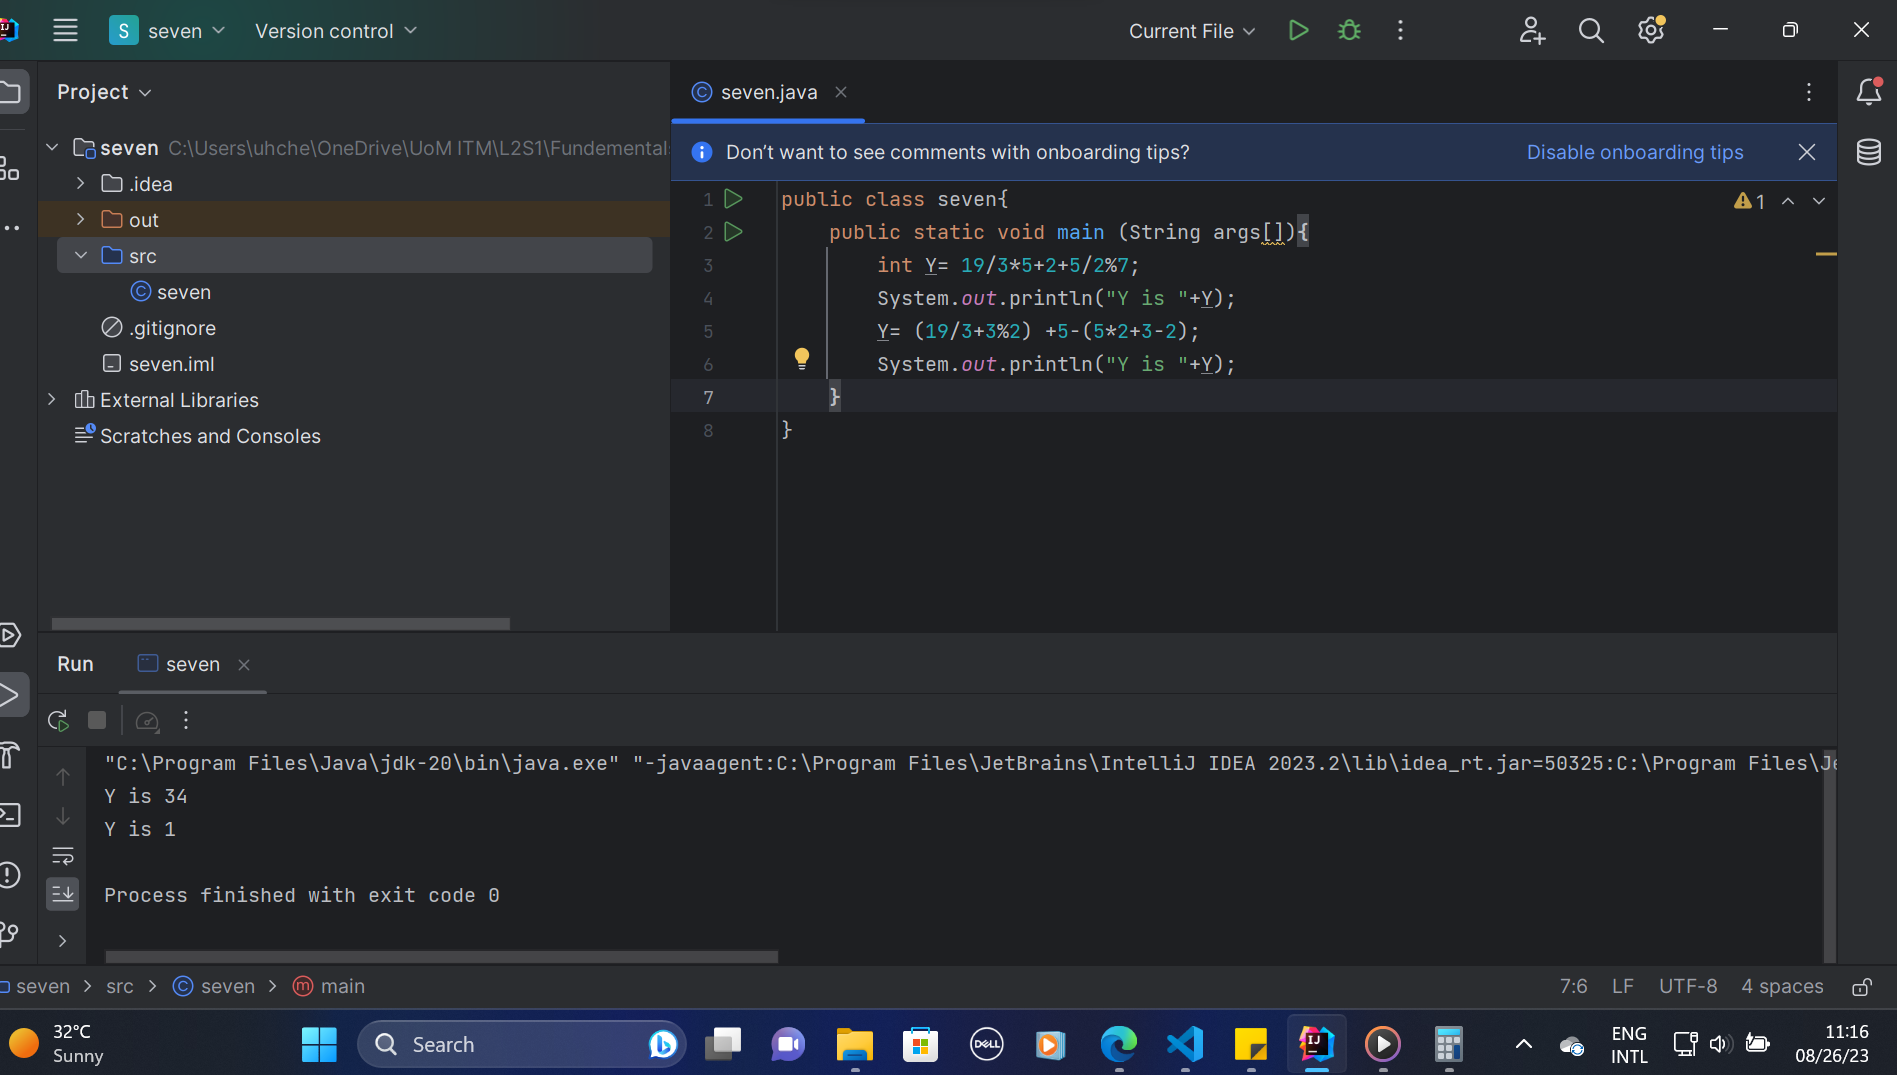 IJ
S seven Version control Current File
Project
seven.java
Don't want to see comments with onboarding tips? Disable onboarding tips
seven C:\Users\uhche\OneDrive\UoM ITM\L2S1\Fundemental
.idea
out
src
seven
.gitignore
seven.iml
External Libraries
Scratches and Consoles
1 public class seven{
2 public static void main (String args[]){
3 int Y= 19/3*5+2+5/2%7;
4 System.out.println("Y is "+Y);
5 Y= (19/3+3%2) +5-(5*2+3-2);
6 System.out.println("Y is "+Y);
7 }
8 }
1
Run seven
"C:\Program Files\Java\jdk-20\bin\java.exe" "-javaagent:C:\Program Files\JetBrains\IntelliJ IDEA 2023.2\lib\idea_rt.jar=50325:C:\Program Files\Je
Y is 34
Y is 1
Process finished with exit code 0
seven > src > seven > main
7:6 LF UTF-8 4 spaces
32°C
Sunny
Search
DELL
IJ
ENG
INTL
11:16
08/26/23